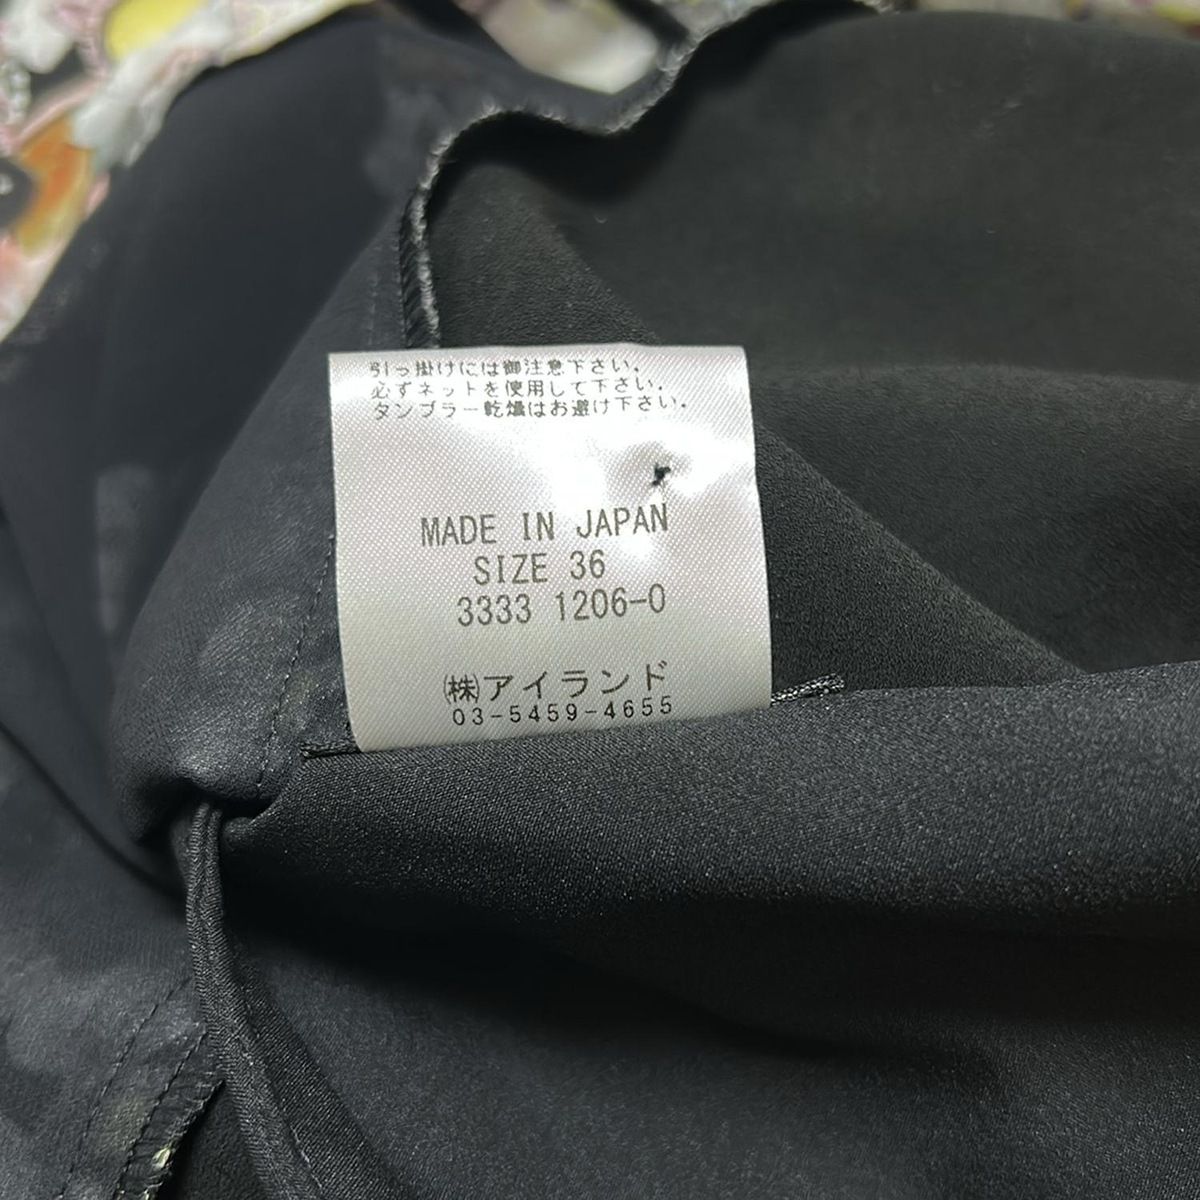 引っ掛けには御注意下さい。
必ずネットを使用して下さい。
タンブラー乾燥はお避け下さい。
MADE IN JAPAN
SIZE 36
3333 1206-0
㈱アイランド
03-5459-4655